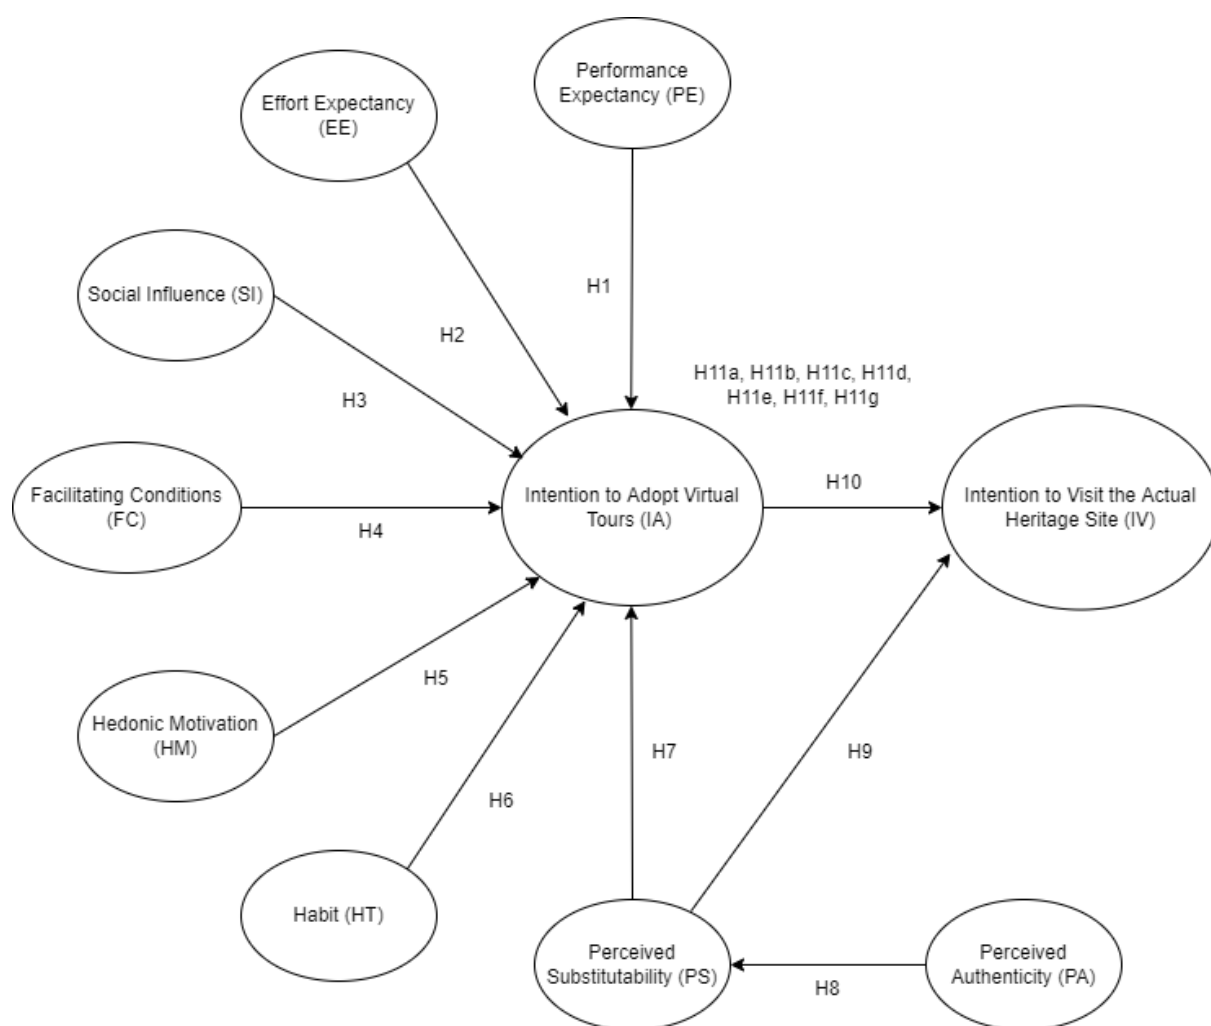 Performance
Expectancy (PE)
Effort Expectancy
(EE)
Social Influence (SI)
H1
H2
H3
H11a, H11b, H11c, H11d,
H11e, H11f, H11g
Facilitating Conditions
(FC)
H4
Intention to Adopt Virtual
Tours (IA)
H10
Intention to Visit the Actual
Heritage Site (IV)
Hedonic Motivation
(HM)
H5
H6
H7
H9
Habit (HT)
Perceived
Substitutability (PS)
H8
Perceived
Authenticity (PA)